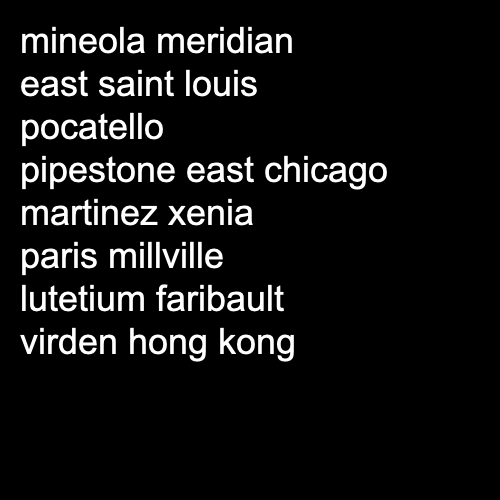 mineola meridian
east saint louis
pocatello
pipestone east chicago
martinez xenia
paris millville
lutetium faribault
virden hong kong